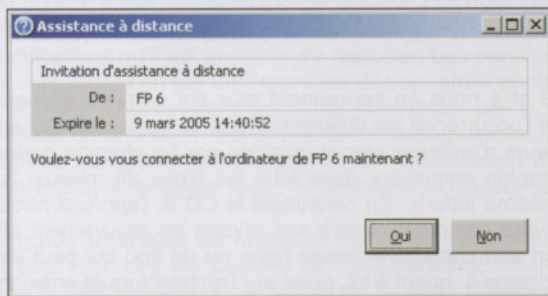 Assistance à distance
Invitation d'assistance à distance
De : FP 6
Expire le : 9 mars 2005 14:40:52
Voulez-vous vous connecter à l'ordinateur de FP 6 maintenant ?
Oui Non